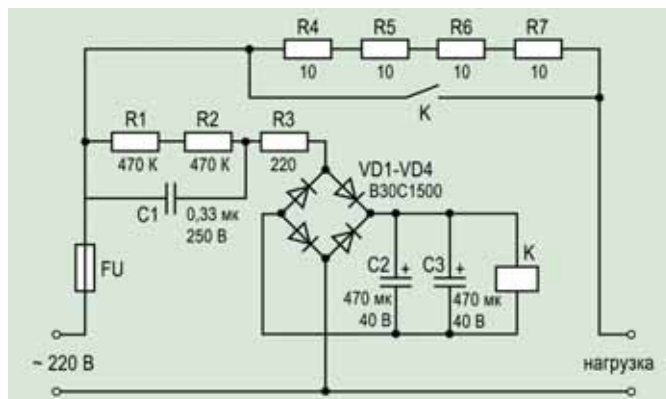 R4 R5 R6 R7
10 10 10 10
K
R1 R2 R3
470 K 470 K 220
VD1-VD4
B30C1500
C1 0,33 мк
250 В
FU
C2 + C3 + K
470 мк 470 мк
40 В 40 В
~ 220 В нагрузка